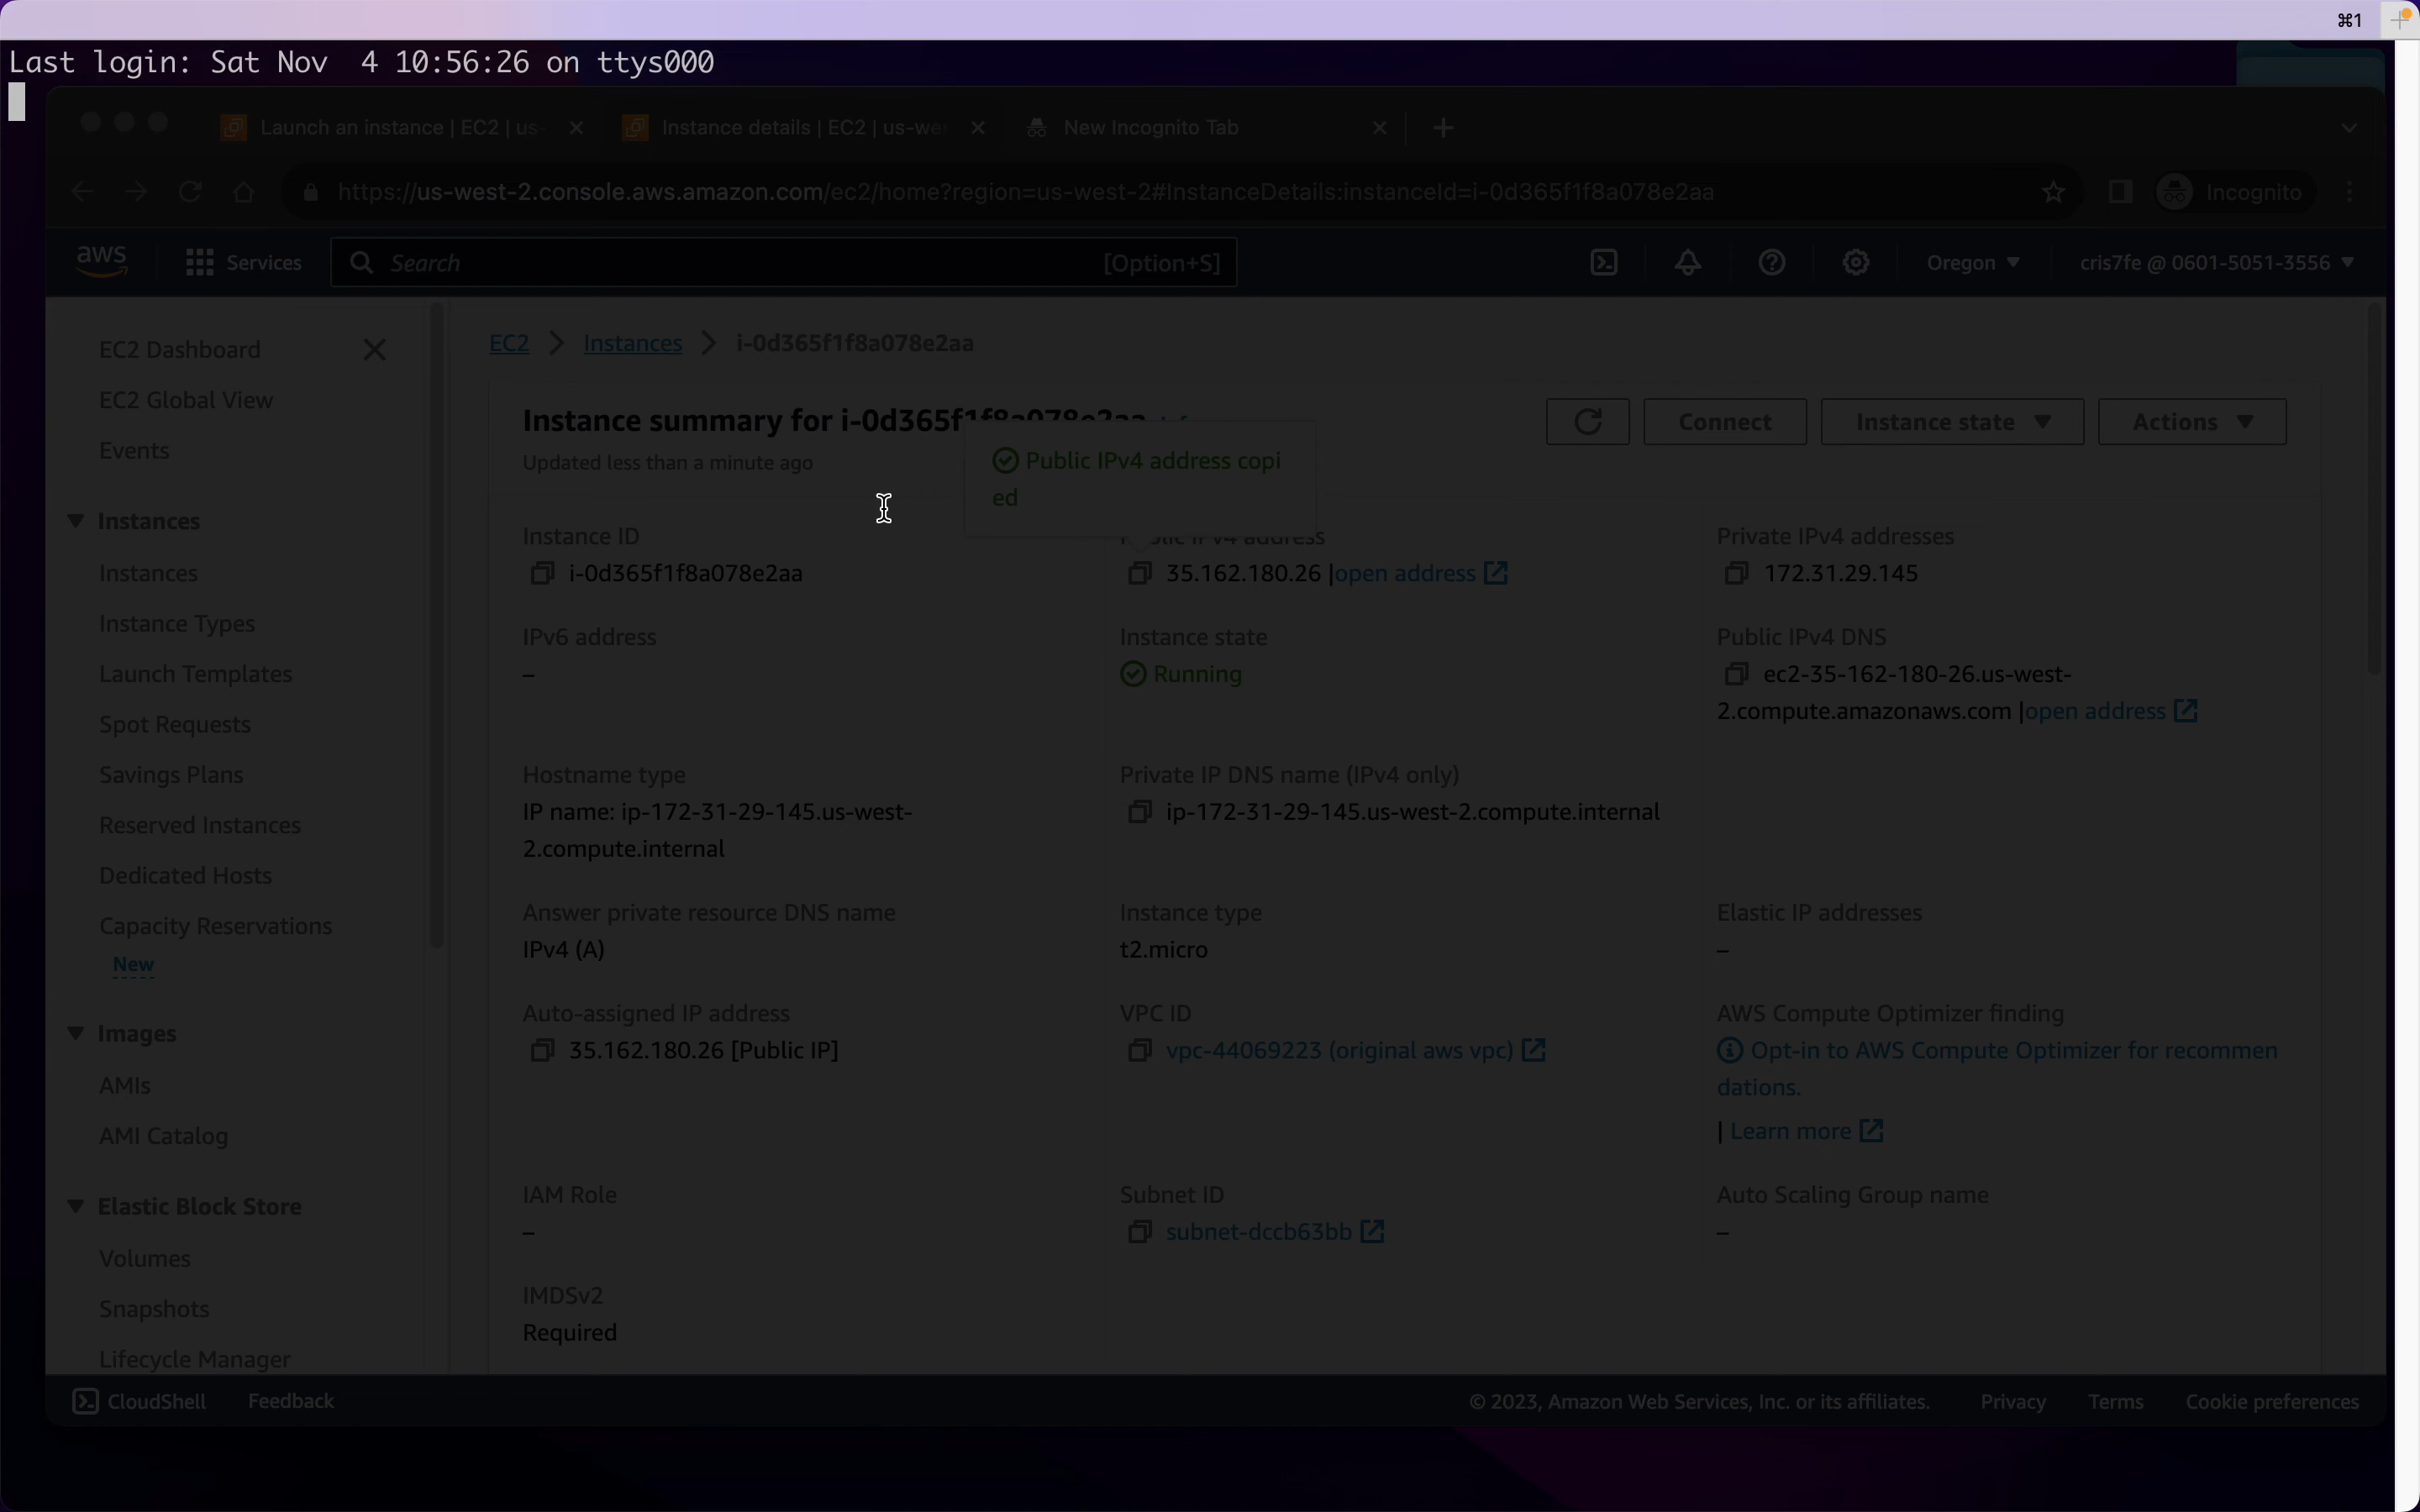 ⌘1
Last login: Sat Nov  4 10:56:26 on ttys000
Launch an instance | EC2 | us-
Instance details | EC2 | us-we
New Incognito Tab
https://us-west-2.console.aws.amazon.com/ec2/home?region=us-west-2#InstanceDetails:instanceId=i-0d365f1f8a078e2aa
Incognito
aws
Services
Search
[Option+S]
Oregon
cris7fe @ 0601-5051-3556
EC2 Dashboard
EC2 Global View
Events
Instances
Instances
Instance Types
Launch Templates
Spot Requests
Savings Plans
Reserved Instances
Dedicated Hosts
Capacity Reservations
New
Images
AMIs
AMI Catalog
Elastic Block Store
Volumes
Snapshots
Lifecycle Manager
EC2 > Instances > i-0d365f1f8a078e2aa
Instance summary for i-0d365f1f8a078e2aa
Updated less than a minute ago
Connect
Instance state
Actions
Public IPv4 address copi
ed
Instance ID
i-0d365f1f8a078e2aa
Public IPv4 address
35.162.180.26 |open address
Private IPv4 addresses
172.31.29.145
IPv6 address
–
Instance state
Running
Public IPv4 DNS
ec2-35-162-180-26.us-west-
2.compute.amazonaws.com |open address
Hostname type
IP name: ip-172-31-29-145.us-west-
2.compute.internal
Private IP DNS name (IPv4 only)
ip-172-31-29-145.us-west-2.compute.internal
Answer private resource DNS name
IPv4 (A)
Instance type
t2.micro
Elastic IP addresses
–
Auto-assigned IP address
35.162.180.26 [Public IP]
VPC ID
vpc-44069223 (original aws vpc)
AWS Compute Optimizer finding
Opt-in to AWS Compute Optimizer for recommen
dations.
| Learn more
IAM Role
–
Subnet ID
subnet-dccb63bb
Auto Scaling Group name
–
IMDSv2
Required
CloudShell
Feedback
© 2023, Amazon Web Services, Inc. or its affiliates.
Privacy
Terms
Cookie preferences